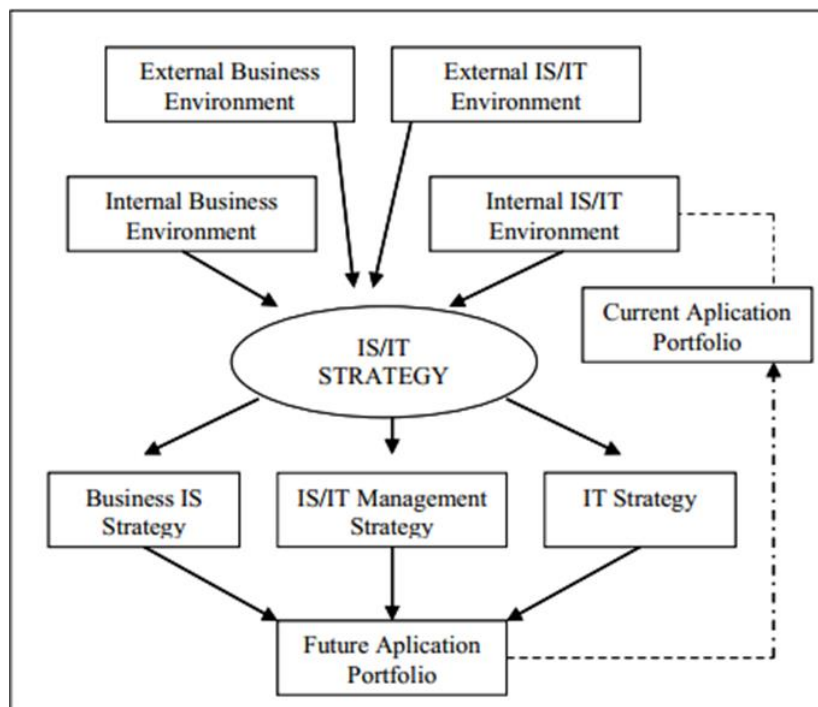 External Business
Environment
External IS/IT
Environment
Internal Business
Environment
Internal IS/IT
Environment
Current Aplication
Portfolio
IS/IT
STRATEGY
Business IS
Strategy
IS/IT Management
Strategy
IT Strategy
Future Aplication
Portfolio